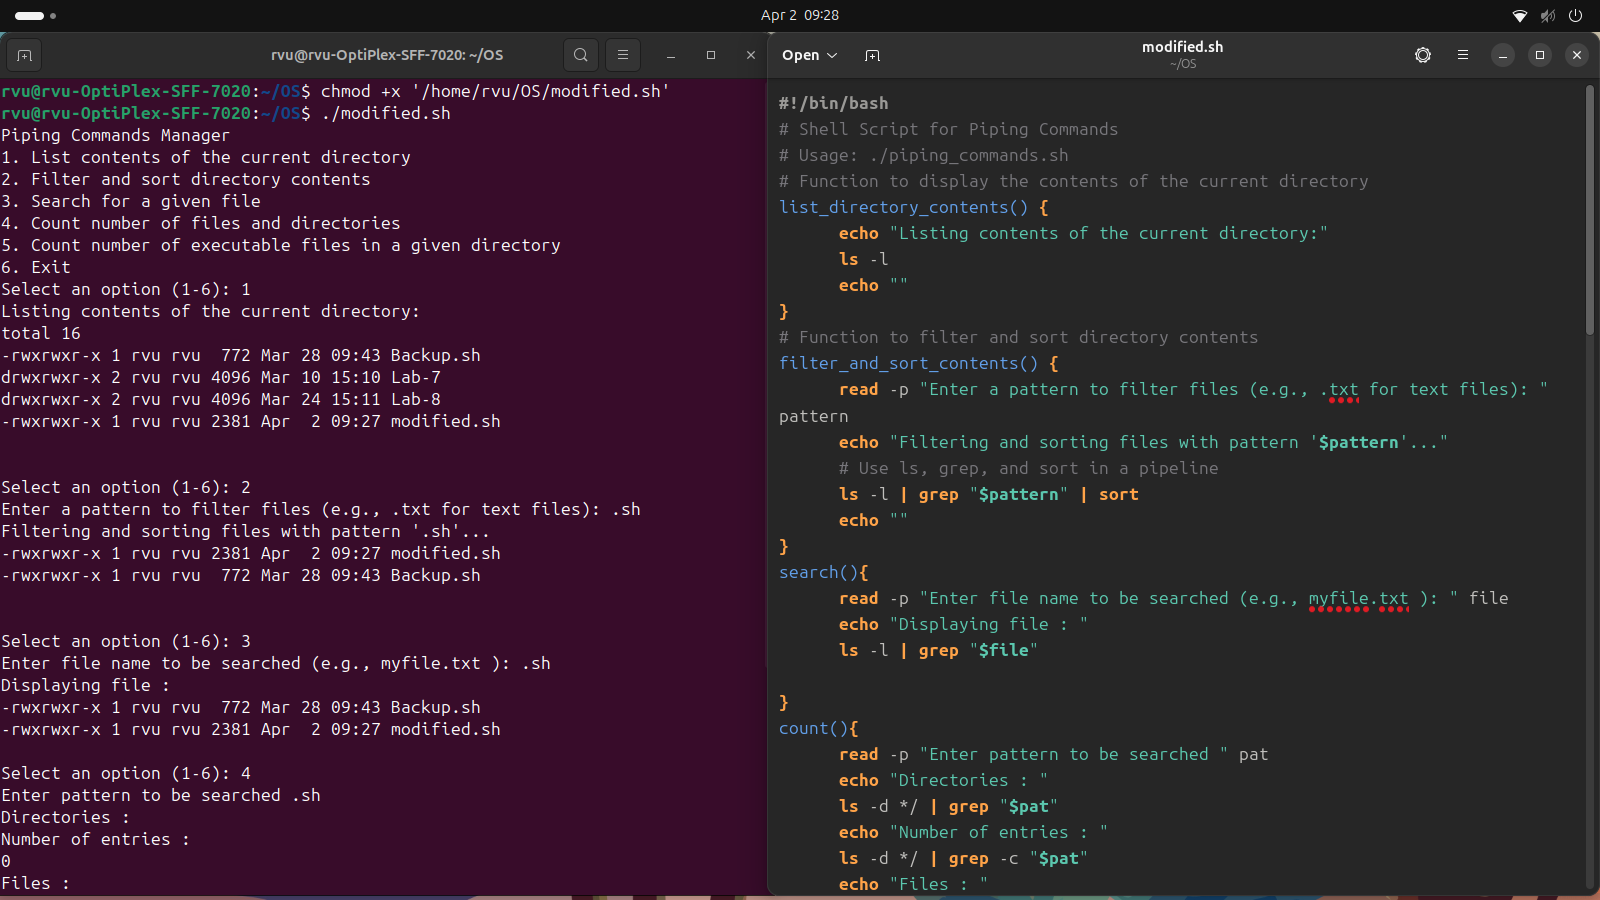 Apr 2 09:28
rvu@rvu-OptiPlex-SFF-7020: ~/OS
rvu@rvu-OptiPlex-SFF-7020:~/OS$ chmod +x '/home/rvu/OS/modified.sh'
rvu@rvu-OptiPlex-SFF-7020:~/OS$ ./modified.sh
Piping Commands Manager
1. List contents of the current directory
2. Filter and sort directory contents
3. Search for a given file
4. Count number of files and directories
5. Count number of executable files in a given directory
6. Exit
Select an option (1-6): 1
Listing contents of the current directory:
total 16
-rwxrwxr-x 1 rvu rvu  772 Mar 28 09:43 Backup.sh
drwxrwxr-x 2 rvu rvu 4096 Mar 10 15:10 Lab-7
drwxrwxr-x 2 rvu rvu 4096 Mar 24 15:11 Lab-8
-rwxrwxr-x 1 rvu rvu 2381 Apr  2 09:27 modified.sh
Select an option (1-6): 2
Enter a pattern to filter files (e.g., .txt for text files): .sh
Filtering and sorting files with pattern '.sh'...
-rwxrwxr-x 1 rvu rvu 2381 Apr  2 09:27 modified.sh
-rwxrwxr-x 1 rvu rvu  772 Mar 28 09:43 Backup.sh
Select an option (1-6): 3
Enter file name to be searched (e.g., myfile.txt ): .sh
Displaying file :
-rwxrwxr-x 1 rvu rvu  772 Mar 28 09:43 Backup.sh
-rwxrwxr-x 1 rvu rvu 2381 Apr  2 09:27 modified.sh
Select an option (1-6): 4
Enter pattern to be searched .sh
Directories :
Number of entries :
0
Files :
Open
modified.sh
~/OS
#!/bin/bash
# Shell Script for Piping Commands
# Usage: ./piping_commands.sh
# Function to display the contents of the current directory
list_directory_contents() {
echo "Listing contents of the current directory:"
ls -l
echo ""
}
# Function to filter and sort directory contents
filter_and_sort_contents() {
read -p "Enter a pattern to filter files (e.g., .txt for text files): "
pattern
echo "Filtering and sorting files with pattern '$pattern'..."
# Use ls, grep, and sort in a pipeline
ls -l | grep "$pattern" | sort
echo ""
}
search(){
read -p "Enter file name to be searched (e.g., myfile.txt ): " file
echo "Displaying file : "
ls -l | grep "$file"
}
count(){
read -p "Enter pattern to be searched " pat
echo "Directories : "
ls -d */ | grep "$pat"
echo "Number of entries : "
ls -d */ | grep -c "$pat"
echo "Files : "